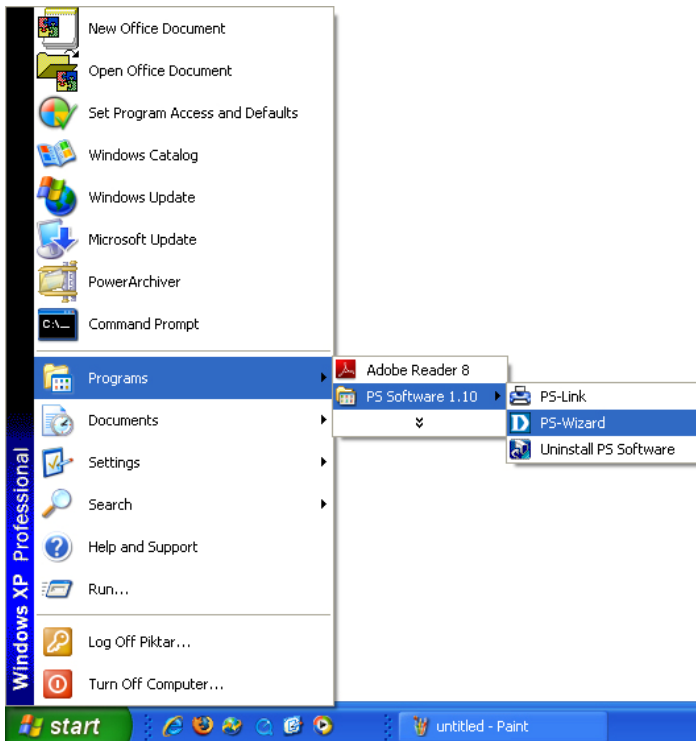 New Office Document
Open Office Document
Set Program Access and Defaults
Windows Catalog
Windows Update
Microsoft Update
PowerArchiver
C:\_
Command Prompt
Programs
Adobe Reader 8
PS Software 1.10
PS-Link
PS-Wizard
Uninstall PS Software
Documents
Settings
Search
Help and Support
Run...
Log Off Piktar...
Turn Off Computer...
Windows XP Professional
start
untitled - Paint